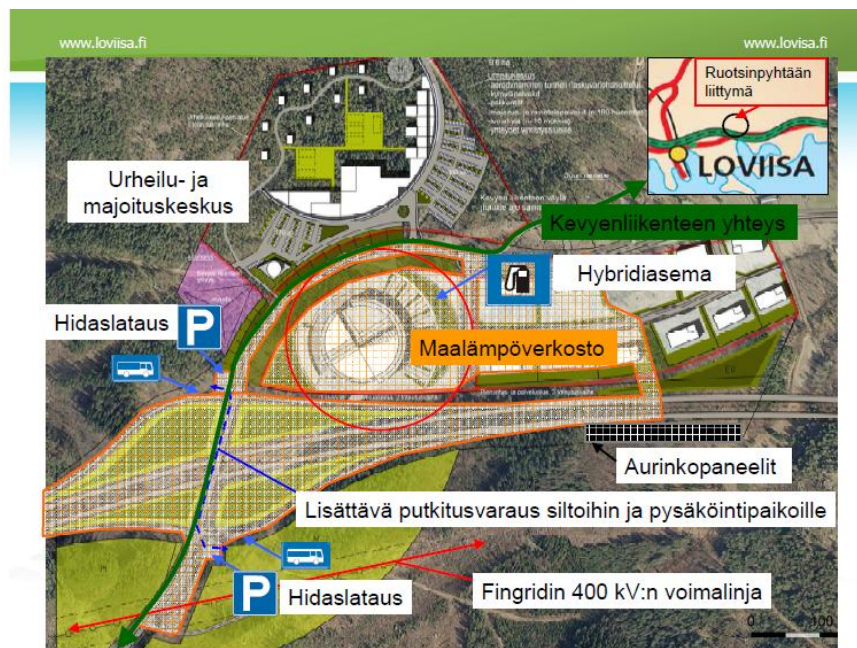 www.loviisa.fi
www.lovisa.fi
Ruotsinpyhtään
liittymä
LOVIISA
Urheilu- ja
majoituskeskus
Kevyenliikenteen yhteys
Hybridiasema
Hidaslataus
P
Maalämpöverkosto
Aurinkopaneelit
Lisättävä putkitusvaraus siltoihin ja pysäköintipaikoille
P
Hidaslataus
Fingridin 400 kV:n voimalinja
0
100